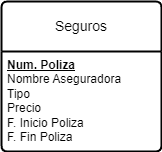 Seguros
Num. Poliza
Nombre Aseguradora
Tipo
Precio
F. Inicio Poliza
F. Fin Poliza